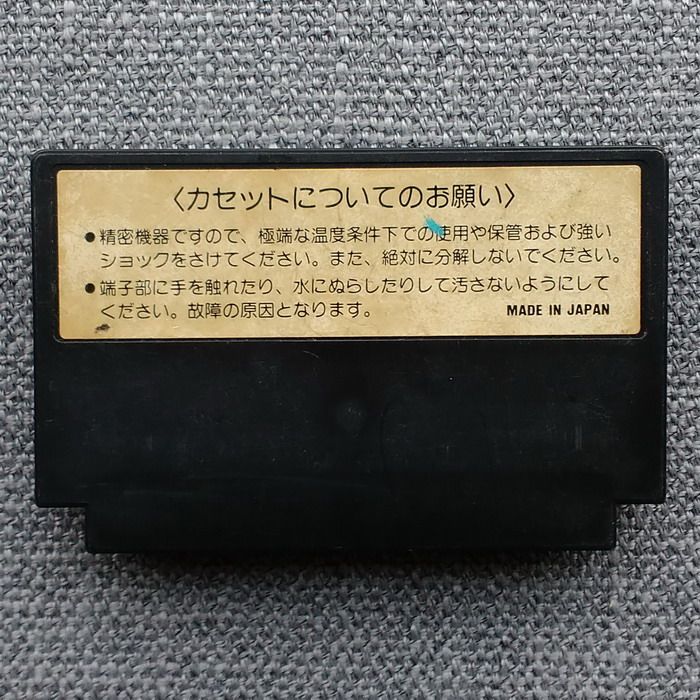 〈カセットについてのお願い〉
●精密機器ですので、極端な温度条件下での使用や保管および強い
ショックをさけてください。また、絶対に分解しないでください。
●端子部に手を触れたり、水にぬらしたりして汚さないようにして
ください。故障の原因となります。
MADE IN JAPAN